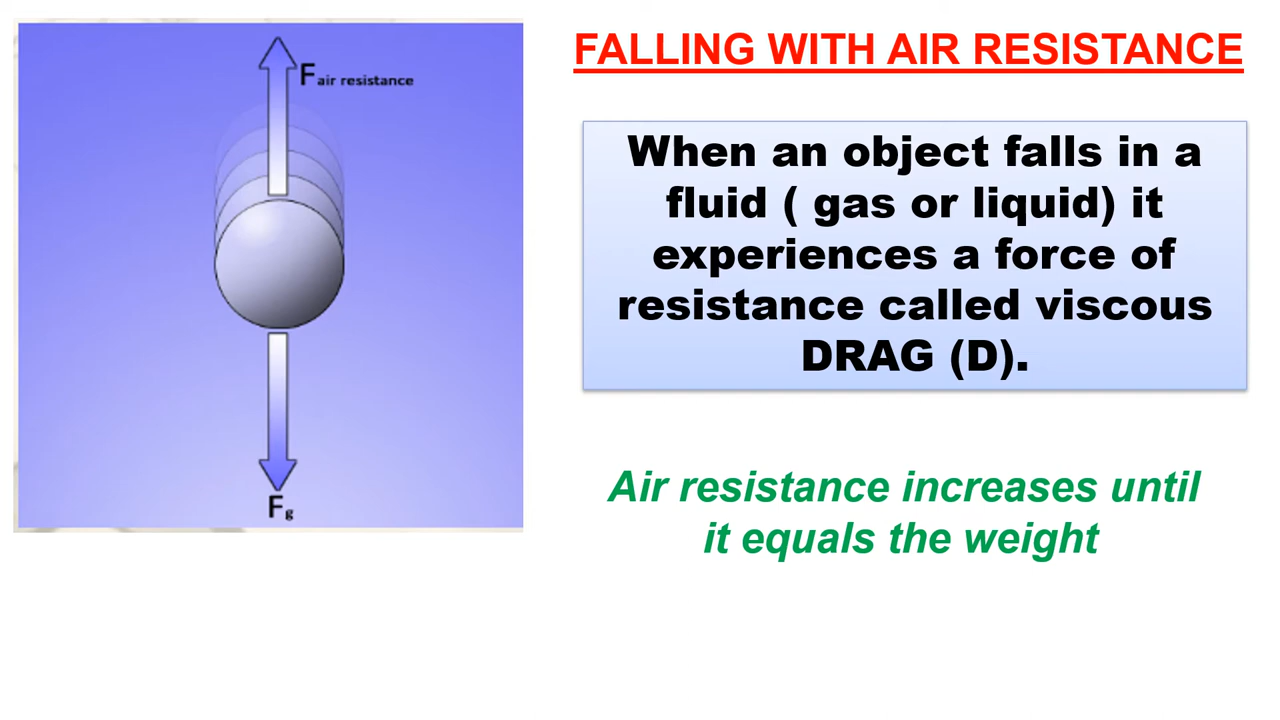 FALLING WITH AIR RESISTANCE
F air resistance
Fg
When an object falls in a
fluid ( gas or liquid) it
experiences a force of
resistance called viscous
DRAG (D).
Air resistance increases until
it equals the weight